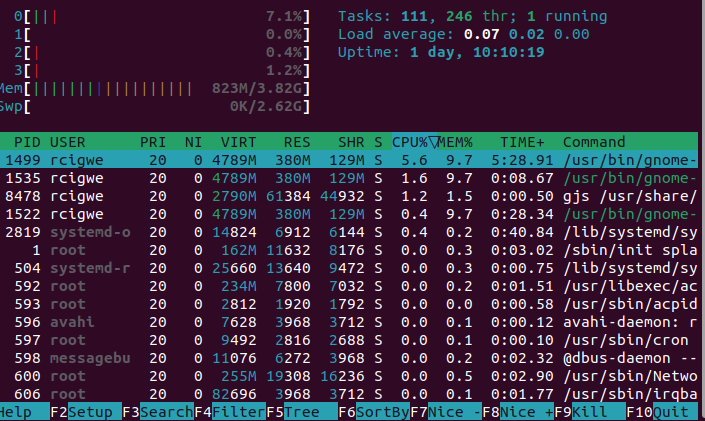 0[||| 7.1%] Tasks: 111, 246 thr; 1 running
1[ 0.0%] Load average: 0.07 0.02 0.00
2[| 0.4%] Uptime: 1 day, 10:10:19
3[| 1.2%]
Mem[|||||||||||||||||| 823M/3.82G]
Swp[ 0K/2.62G]
PID USER PRI NI VIRT RES SHR S CPU%▽MEM% TIME+ Command
1499 rcigwe 20 0 4789M 380M 129M S 5.6 9.7 5:28.91 /usr/bin/gnome-
1535 rcigwe 20 0 4789M 380M 129M S 1.6 9.7 0:08.67 /usr/bin/gnome-
8478 rcigwe 20 0 2790M 61384 44932 S 1.2 1.5 0:00.50 gjs /usr/share/
1522 rcigwe 20 0 4789M 380M 129M S 0.4 9.7 0:28.34 /usr/bin/gnome-
2819 systemd-o 20 0 14824 6912 6144 S 0.4 0.2 0:40.84 /lib/systemd/sy
1 root 20 0 162M 11632 8176 S 0.0 0.3 0:03.02 /sbin/init spla
504 systemd-r 20 0 25660 13640 9472 S 0.0 0.3 0:00.75 /lib/systemd/sy
592 root 20 0 234M 7800 7032 S 0.0 0.2 0:01.51 /usr/libexec/ac
593 root 20 0 2812 1920 1792 S 0.0 0.0 0:00.58 /usr/sbin/acpid
596 avahi 20 0 7628 3968 3712 S 0.0 0.1 0:00.12 avahi-daemon: r
597 root 20 0 9492 2816 2688 S 0.0 0.1 0:00.10 /usr/sbin/cron
598 messagebu 20 0 11076 6272 3968 S 0.0 0.2 0:02.32 @dbus-daemon --
600 root 20 0 255M 19308 16236 S 0.0 0.5 0:02.90 /usr/sbin/Netwo
606 root 20 0 82696 3968 3712 S 0.0 0.1 0:01.77 /usr/sbin/irqba
Help F2Setup F3SearchF4FilterF5Tree F6SortByF7Nice -F8Nice +F9Kill F10Quit